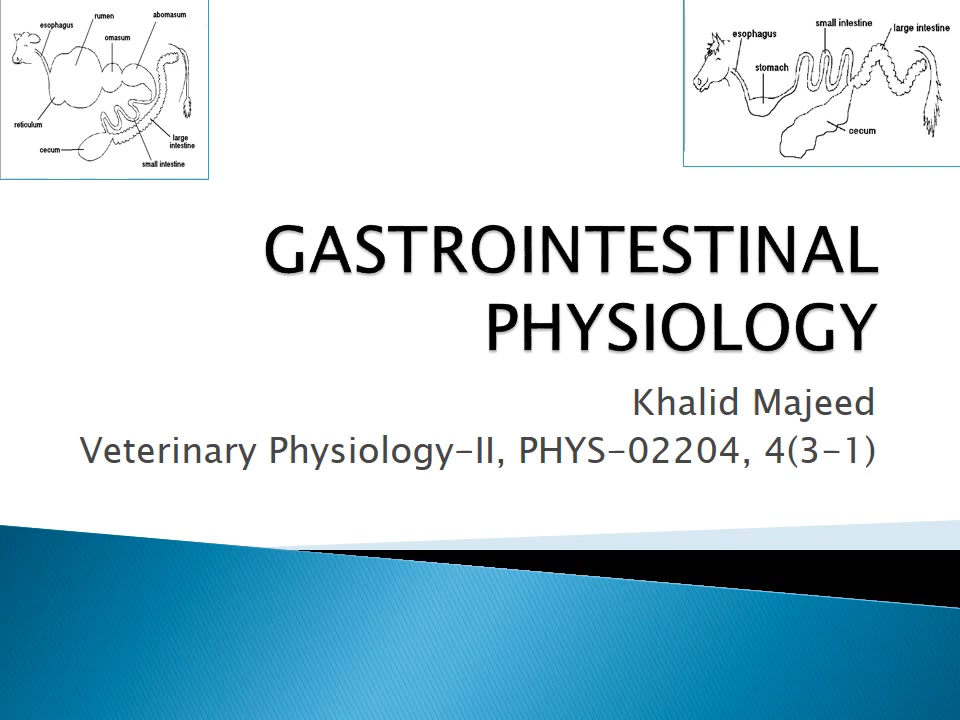 esophagus
rumen
abomasum
omasum
reticulum
cecum
large
intestine
small intestine
esophagus
small intestine
large intestine
stomach
cecum
GASTROINTESTINAL
PHYSIOLOGY
Khalid Majeed
Veterinary Physiology-II, PHYS-02204, 4(3-1)